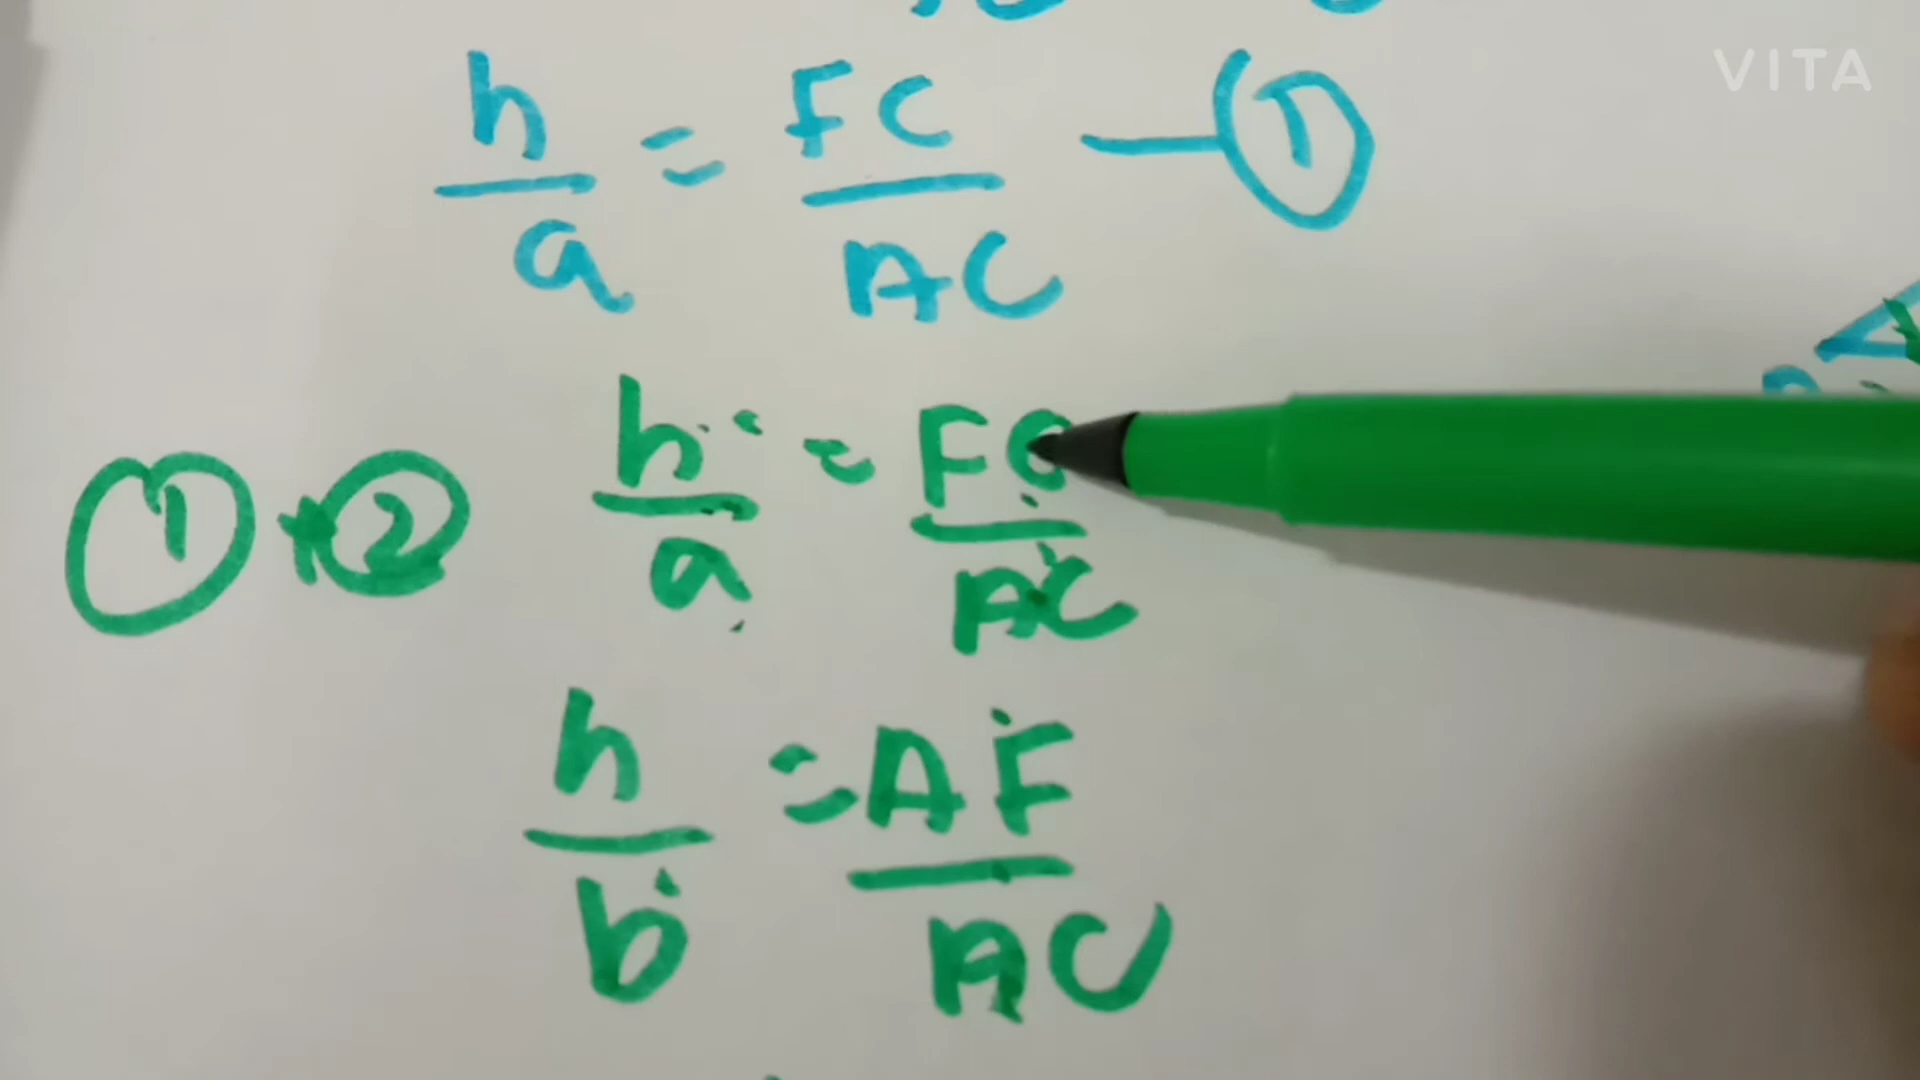 VITA
h/a = FC/AC — ①
① + ② h/a = FC/AC
h/b = AF/AC